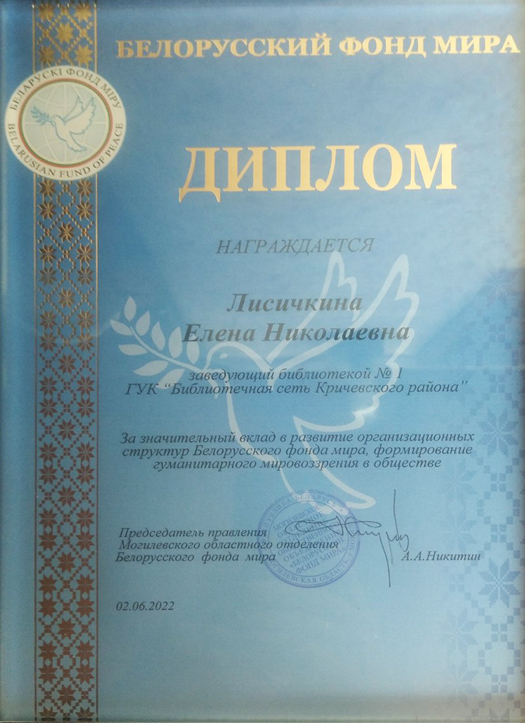 БЕЛОРУССКИЙ ФОНД МИРА
БЕЛАРУСКІ ФОНД МІРУ
BELARUSIAN FUND OF PEACE
ДИПЛОМ
НАГРАЖДАЕТСЯ
Лисичкина
Елена Николаевна
заведующий библиотекой № 1
ГУК “Библиотечная сеть Кричевского района”
За значительный вклад в развитие организационных
структур Белорусского фонда мира, формирование
гуманитарного мировоззрения в обществе
Председатель правления
Могилевского областного отделения
Белорусского фонда мира
А.А.Никитин
ФОНД МИРА
02.06.2022